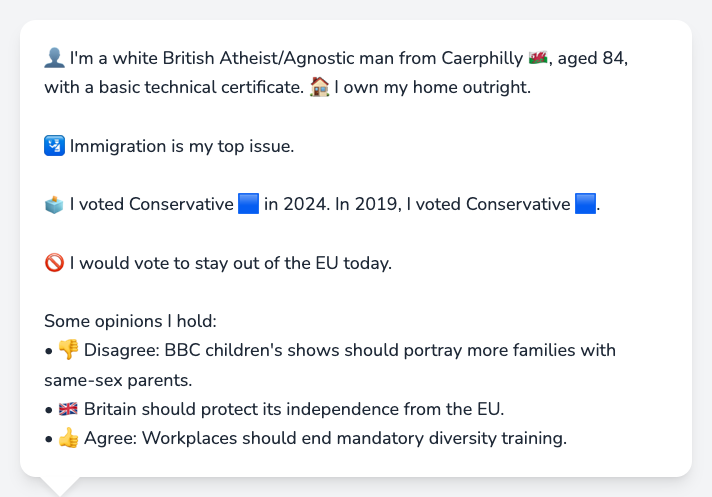 👤 I'm a white British Atheist/Agnostic man from Caerphilly 🏴󠁧󠁢󠁷󠁬󠁳󠁿, aged 84,
with a basic technical certificate. 🏠 I own my home outright.
🛂 Immigration is my top issue.
🗳️ I voted Conservative 🟦 in 2024. In 2019, I voted Conservative 🟦.
🚫 I would vote to stay out of the EU today.
Some opinions I hold:
• 👎 Disagree: BBC children's shows should portray more families with
same-sex parents.
• 🇬🇧 Britain should protect its independence from the EU.
• 👍 Agree: Workplaces should end mandatory diversity training.